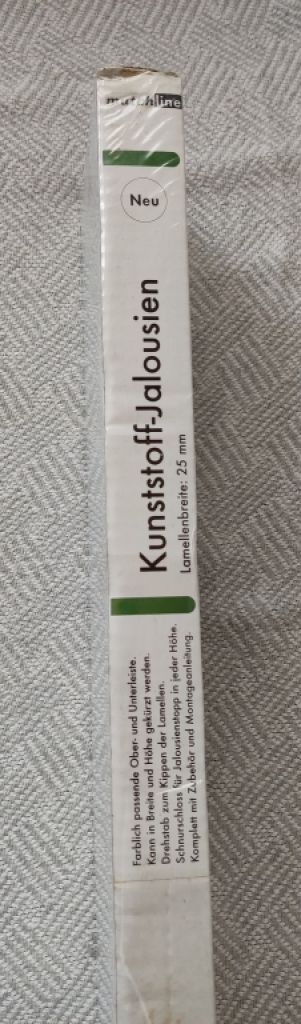 matchline
Neu
Kunststoff-Jalousien
Lamellenbreite: 25 mm
Farblich passende Ober- und Unterleiste.
Kann in Breite und Höhe gekürzt werden.
Drehstab zum Kippen der Lamellen.
Schnurschloss für Jalousienstopp in jeder Höhe.
Komplett mit Zubehör und Montageanleitung.